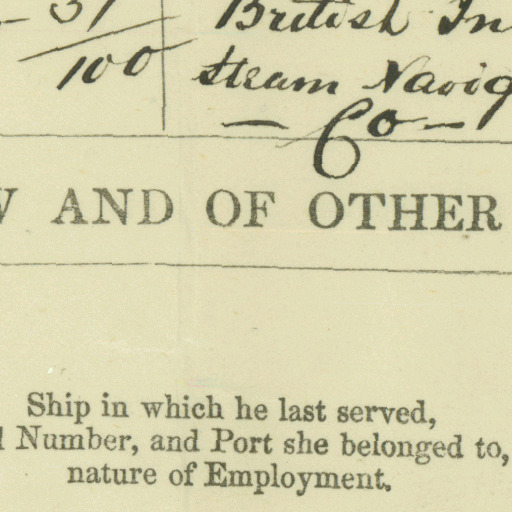 British In
100 Steam Navig
— Co —
AND OF OTHER
Ship in which he last served,
Number, and Port she belonged to,
nature of Employment.